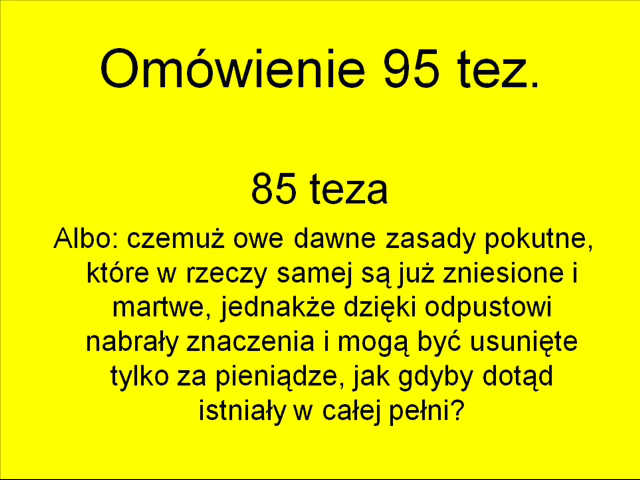 Omówienie 95 tez.
85 teza
Albo: czemuż owe dawne zasady pokutne,
które w rzeczy samej są już zniesione i
martwe, jednakże dzięki odpustowi
nabrały znaczenia i mogą być usunięte
tylko za pieniądze, jak gdyby dotąd
istniały w całej pełni?